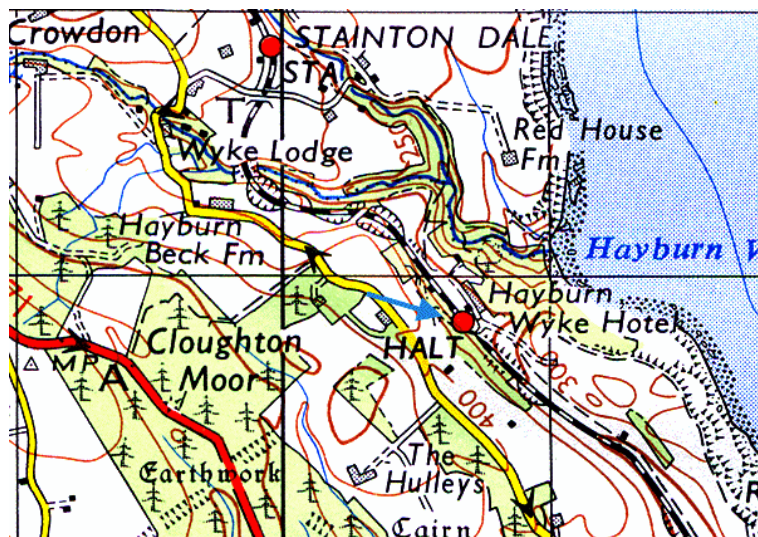 Crowdon
STAINTON DALE
STA
T
Wyke Lodge
250
Red House
Fm
Hayburn
Beck Fm
Hayburn W
Hayburn
Wyke Hotel
HALT
Cloughton
Moor
MP
A
300
400
Earthwork
The
Hulleys
Cairn
R